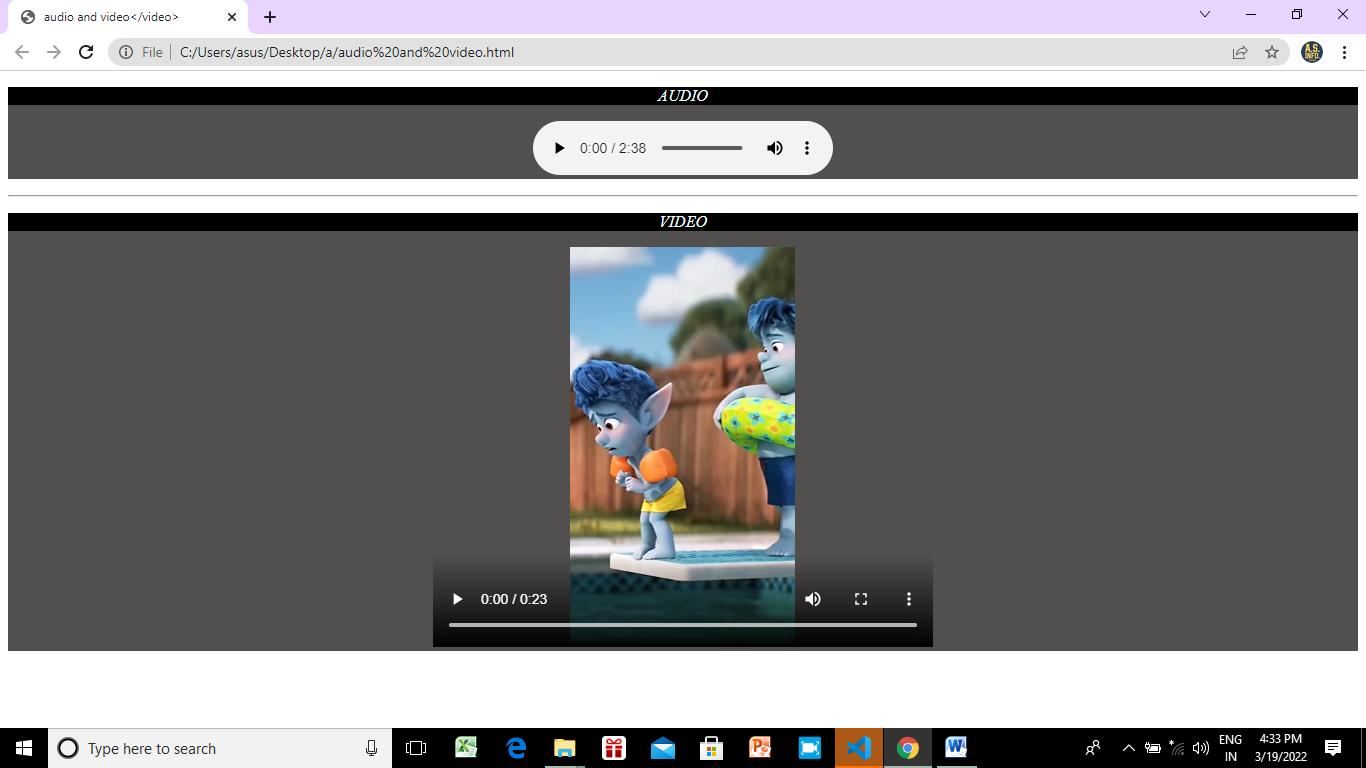 audio and video</video>
File
C:/Users/asus/Desktop/a/audio%20and%20video.html
A.S.
INFO.
AUDIO
0:00 / 2:38
VIDEO
0:00 / 0:23
Type here to search
ENG
IN
4:33 PM
3/19/2022